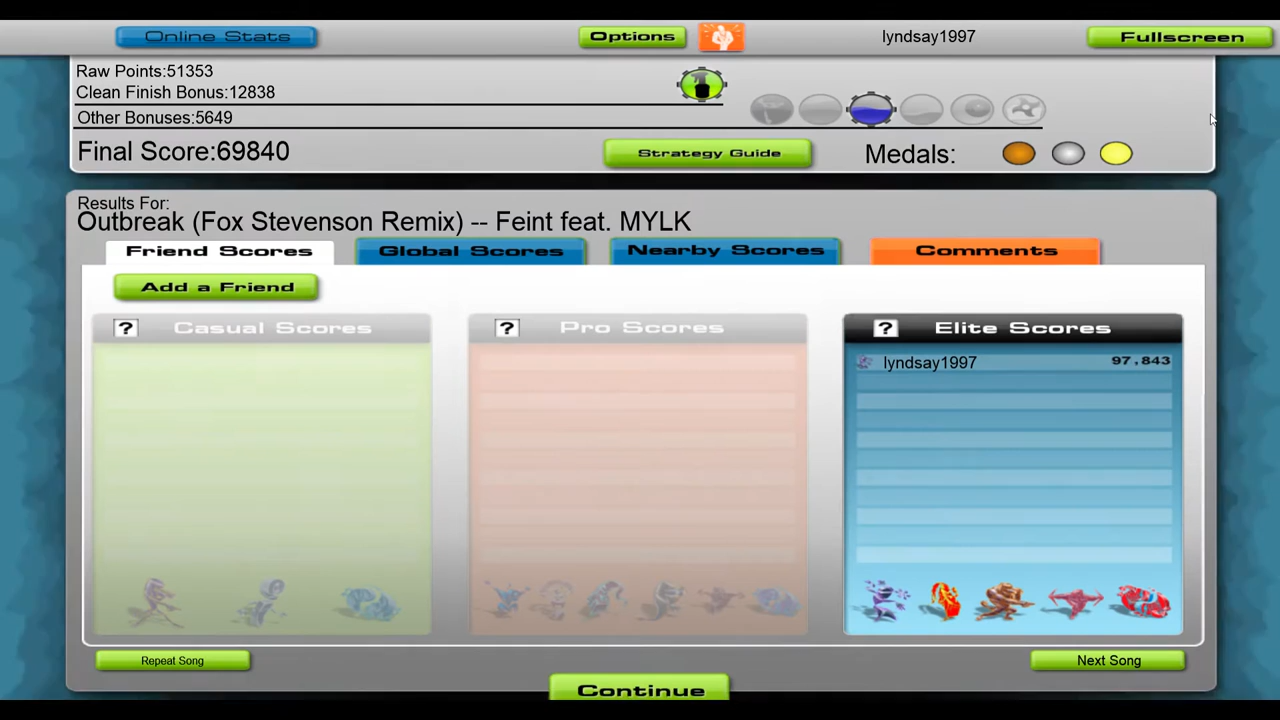 Online Stats
Options
lyndsay1997
Fullscreen
Raw Points:51353
Clean Finish Bonus:12838
Other Bonuses:5649
Final Score:69840
Strategy Guide
Medals:
Results For:
Outbreak (Fox Stevenson Remix) -- Feint feat. MYLK
Friend Scores
Global Scores
Nearby Scores
Comments
Add a Friend
? Casual Scores
? Pro Scores
? Elite Scores
lyndsay1997 97,843
Repeat Song
Next Song
Continue